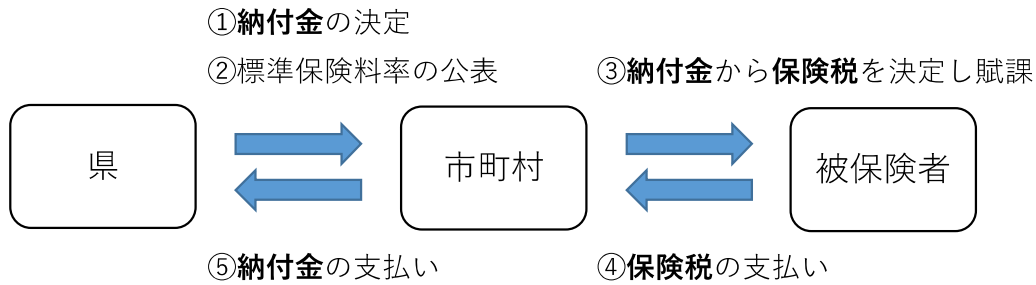 ①納付金の決定
②標準保険料率の公表
③納付金から保険税を決定し賦課
県
市町村
被保険者
⑤納付金の支払い
④保険税の支払い